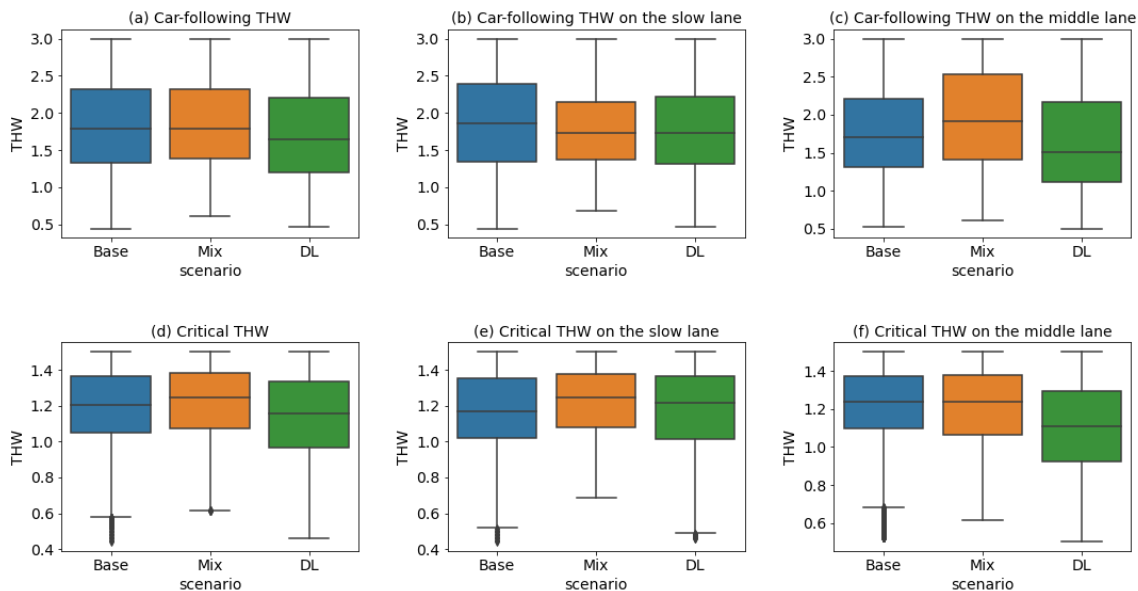 (a) Car-following THW
3.0
2.5
2.0
1.5
1.0
0.5
THW
Base Mix DL
scenario
(b) Car-following THW on the slow lane
3.0
2.5
2.0
1.5
1.0
0.5
THW
Base Mix DL
scenario
(c) Car-following THW on the middle lane
3.0
2.5
2.0
1.5
1.0
0.5
THW
Base Mix DL
scenario
(d) Critical THW
1.4
1.2
1.0
0.8
0.6
0.4
THW
Base Mix DL
scenario
(e) Critical THW on the slow lane
1.4
1.2
1.0
0.8
0.6
0.4
THW
Base Mix DL
scenario
(f) Critical THW on the middle lane
1.4
1.2
1.0
0.8
0.6
THW
Base Mix DL
scenario